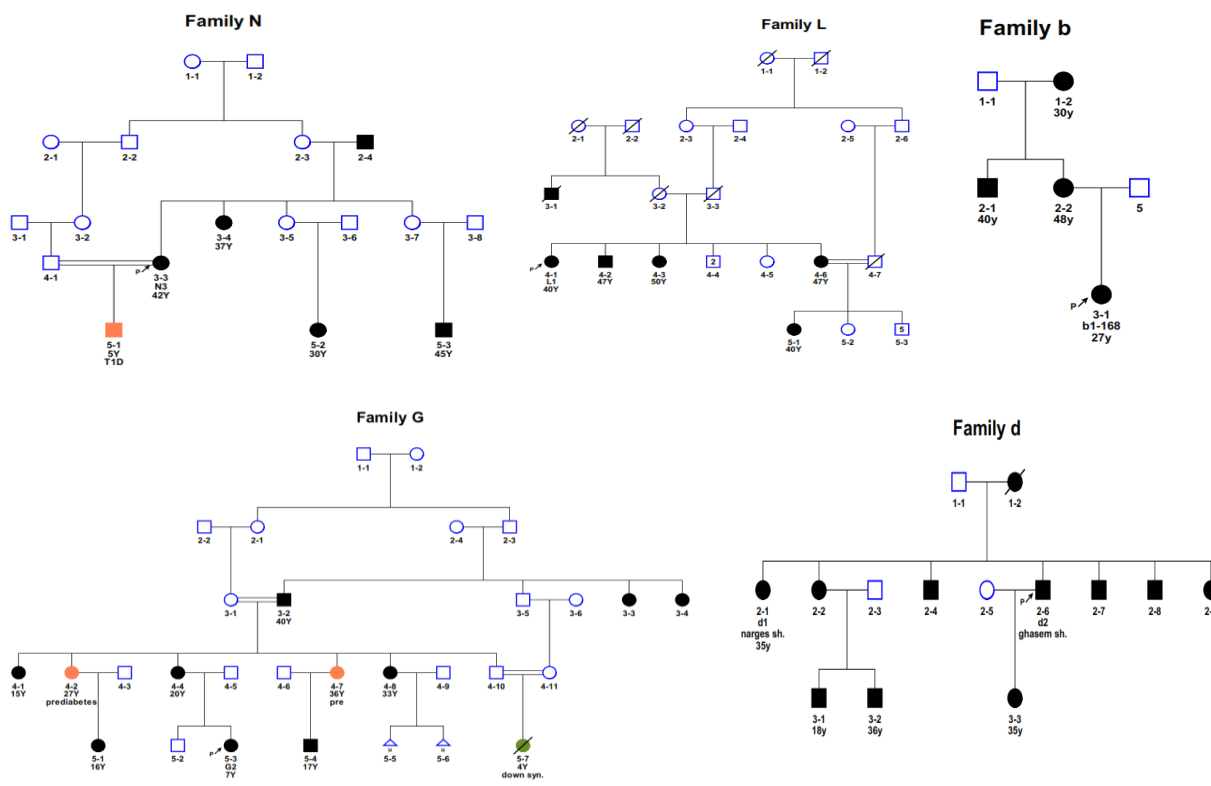 Family N
1-1
1-2
2-1
2-2
2-3
2-4
3-1
3-2
P
3-3
N3
42Y
3-4
37Y
3-5
3-6
3-7
3-8
4-1
5-1
5Y
T1D
5-2
30Y
5-3
45Y
Family L
1-1
1-2
2-1
2-2
2-3
2-4
2-5
2-6
3-1
3-2
3-3
P
4-1
L1
40Y
4-2
47Y
4-3
50Y
2
4-4
4-5
4-6
47Y
4-7
5-1
40Y
5-2
5
5-3
Family b
1-1
1-2
30y
2-1
40y
2-2
48y
5
P
3-1
b1-168
27y
Family G
1-1
1-2
2-2
2-1
2-4
2-3
3-1
3-2
40Y
3-5
3-6
3-3
3-4
4-1
15Y
4-2
27Y
prediabetes
4-3
4-4
20Y
4-5
4-6
4-7
36Y
pre
4-8
33Y
4-9
4-10
4-11
5-1
16Y
5-2
P
5-3
G2
7Y
5-4
17Y
u
5-5
u
5-6
5-7
4Y
down syn.
Family d
1-1
1-2
2-1
d1
narges sh.
35y
2-2
2-3
2-4
2-5
P
2-6
d2
ghasem sh.
2-7
2-8
2-
3-1
18y
3-2
36y
3-3
35y